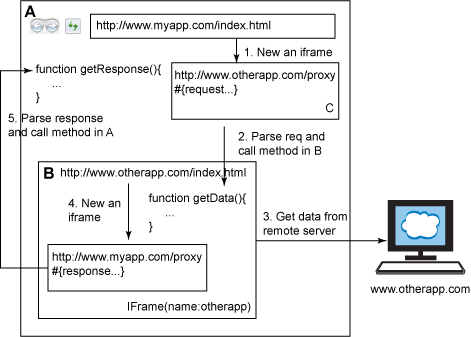 A
http://www.myapp.com/index.html
1. New an iframe
function getResponse(){
...
}
http://www.otherapp.com/proxy
#{request...}
C
5. Parse response
and call method in A
2. Parse req and
call method in B
B http://www.otherapp.com/index.html
4. New an
iframe
function getData(){
...
}
3. Get data from
remote server
http://www.myapp.com/proxy
#{response...}
IFrame(name:otherapp)
www.otherapp.com